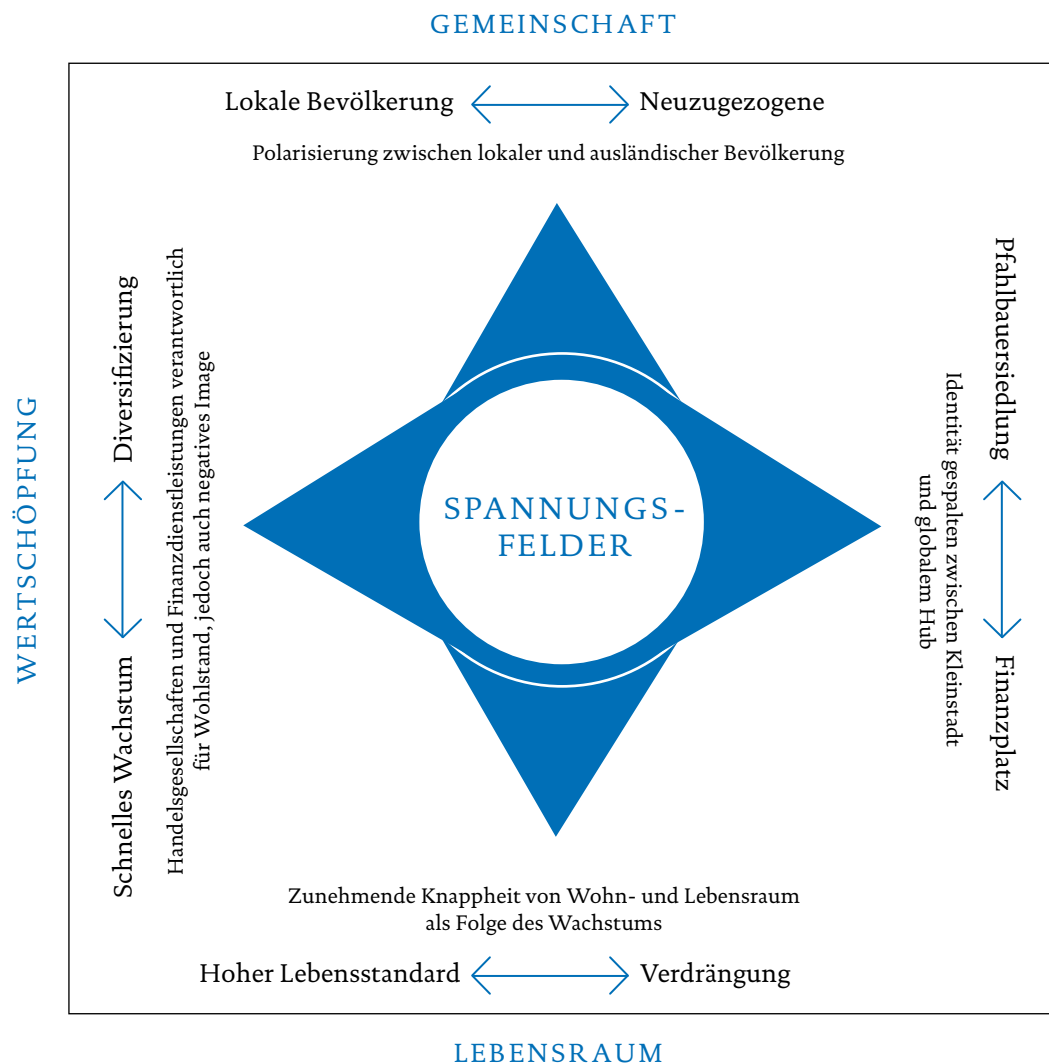 GEMEINSCHAFT
Lokale Bevölkerung
Neuzugezogene
Polarisierung zwischen lokaler und ausländischer Bevölkerung
WERTSCHÖPFUNG
Schnelles Wachstum
Diversifizierung
Handelsgesellschaften und Finanzdienstleistungen verantwortlich
für Wohlstand, jedoch auch negatives Image
SPANNUNGS-
FELDER
Pfahlbauersiedlung
Finanzplatz
Identität gespalten zwischen Kleinstadt
und globalem Hub
Zunehmende Knappheit von Wohn- und Lebensraum
als Folge des Wachstums
Hoher Lebensstandard
Verdrängung
LEBENSRAUM